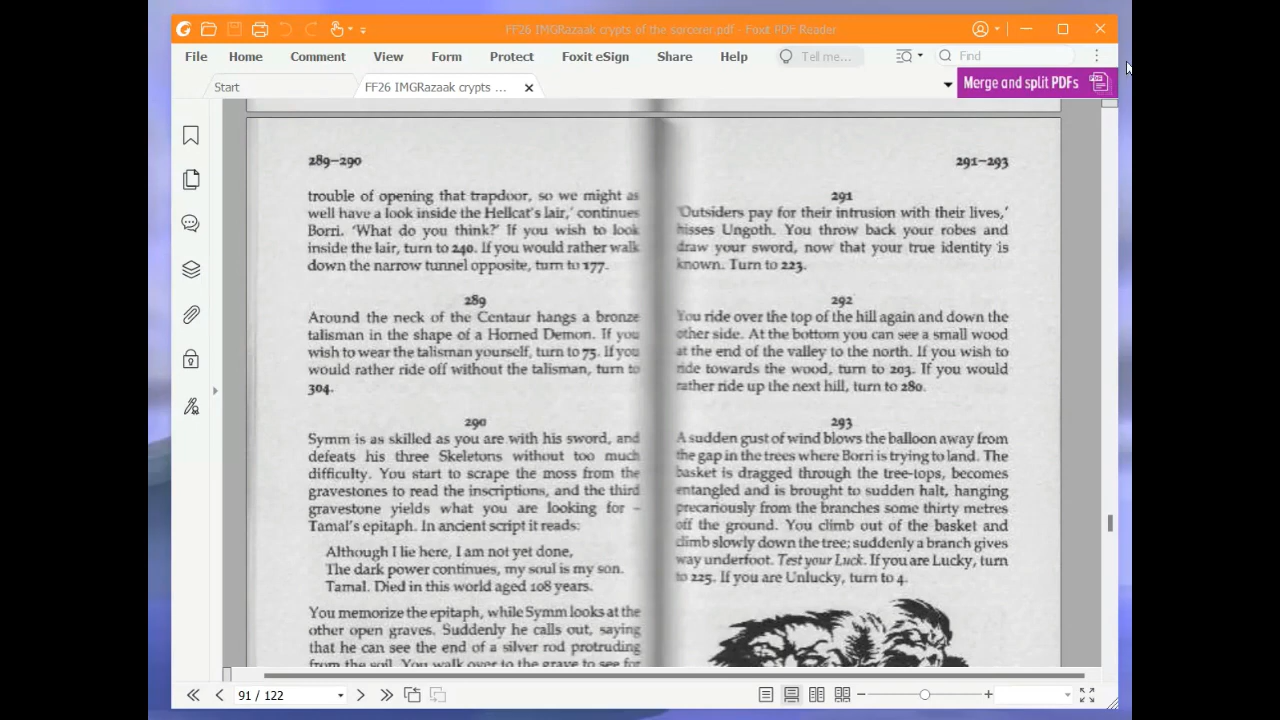 FF26 IMGRazaak crypts of the sorcerer.pdf - Foxit PDF Reader
File Home Comment View Form Protect Foxit eSign Share Help Tell me... Find
Start FF26 IMGRazaak crypts ... Merge and split PDFs
289–290
trouble of opening that trapdoor, so we might as
well have a look inside the Hellcat's lair,' continues
Borri. 'What do you think?' If you wish to look
inside the lair, turn to 240. If you would rather walk
down the narrow tunnel opposite, turn to 177.
289
Around the neck of the Centaur hangs a bronze
talisman in the shape of a Horned Demon. If you
wish to wear the talisman yourself, turn to 75. If you
would rather ride off without the talisman, turn to
304.
290
Symm is as skilled as you are with his sword, and
defeats his three Skeletons without too much
difficulty. You start to scrape the moss from the
gravestones to read the inscriptions, and the third
gravestone yields what you are looking for –
Tamal's epitaph. In ancient script it reads:
Although I lie here, I am not yet done,
The dark power continues, my soul is my son.
Tamal. Died in this world aged 108 years.
You memorize the epitaph, while Symm looks at the
other open graves. Suddenly he calls out, saying
that he can see the end of a silver rod protruding
from the soil. You walk over to the grave to see for
291–293
291
'Outsiders pay for their intrusion with their lives,'
hisses Ungoth. You throw back your robes and
draw your sword, now that your true identity is
known. Turn to 223.
292
You ride over the top of the hill again and down the
other side. At the bottom you can see a small wood
at the end of the valley to the north. If you wish to
ride towards the wood, turn to 203. If you would
rather ride up the next hill, turn to 280.
293
A sudden gust of wind blows the balloon away from
the gap in the trees where Borri is trying to land. The
basket is dragged through the tree-tops, becomes
entangled and is brought to sudden halt, hanging
precariously from the branches some thirty metres
off the ground. You climb out of the basket and
climb slowly down the tree; suddenly a branch gives
way underfoot. Test your Luck. If you are Lucky, turn
to 225. If you are Unlucky, turn to 4.
91 / 122